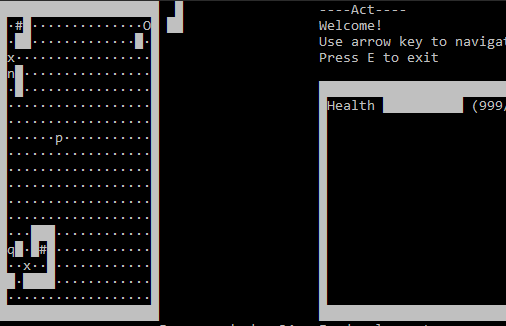 ----Act----
Welcome!
Use arrow key to navigat
Press E to exit
Health (999/
#
O
x
n
p
q #
x